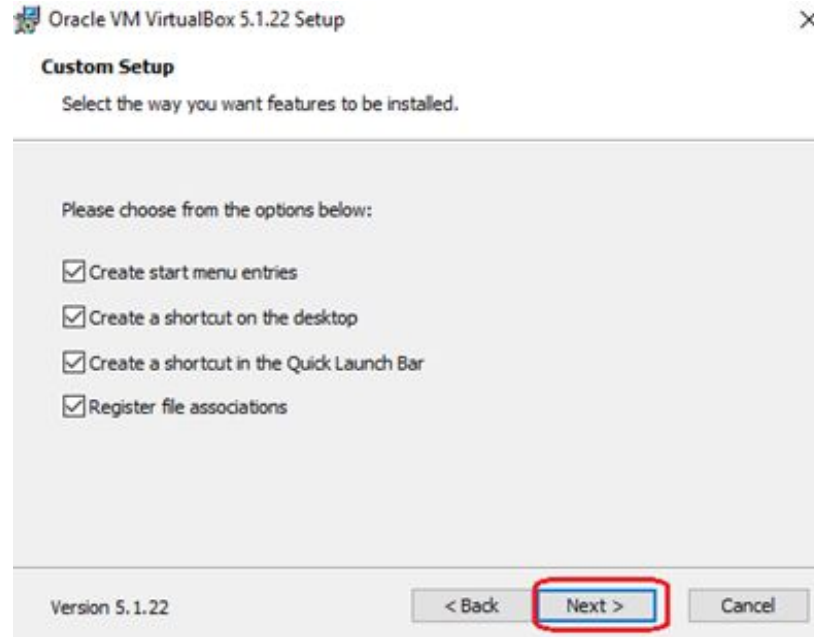 Oracle VM VirtualBox 5.1.22 Setup
Custom Setup
Select the way you want features to be installed.
Please choose from the options below:
Create start menu entries
Create a shortcut on the desktop
Create a shortcut in the Quick Launch Bar
Register file associations
Version 5.1.22
< Back
Next >
Cancel